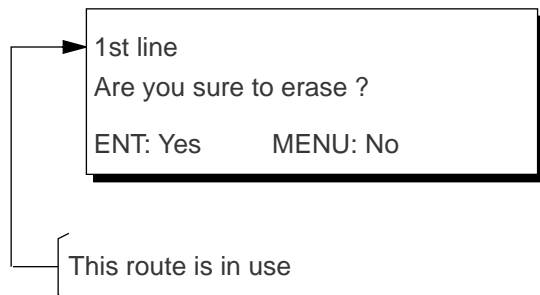 1st line
Are you sure to erase ?
ENT: Yes MENU: No
This route is in use